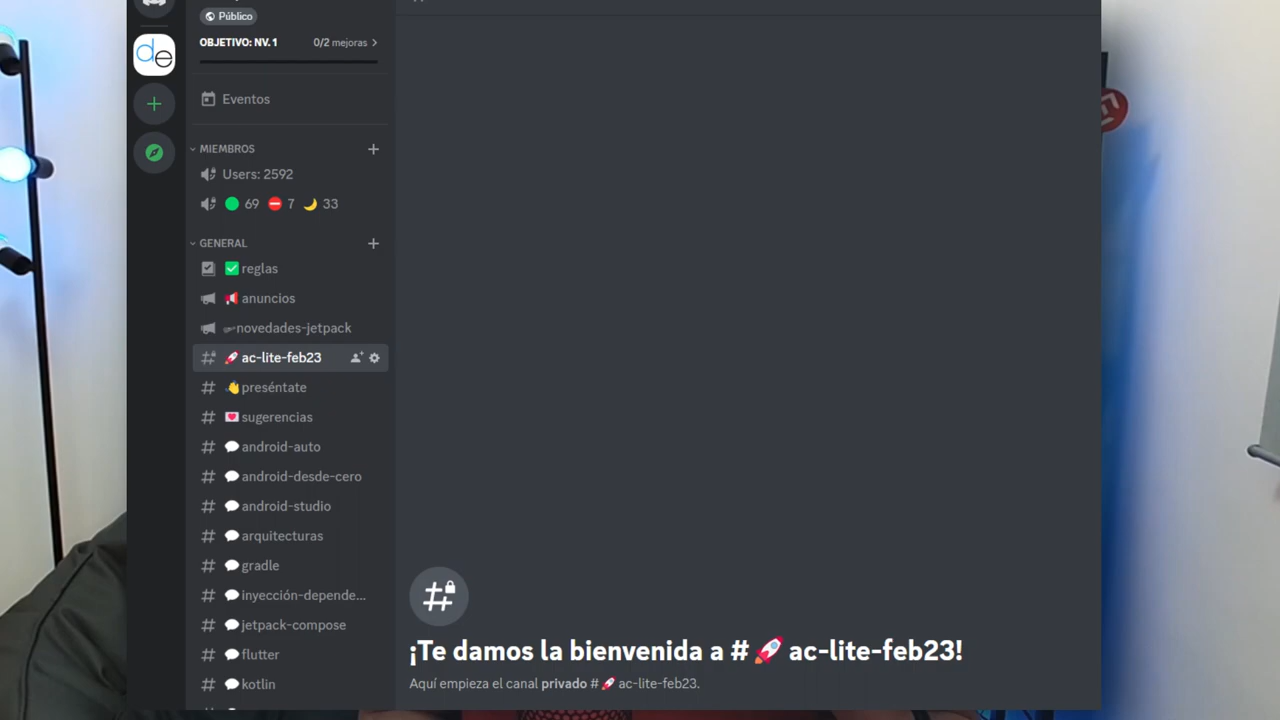 Público
OBJETIVO: NV. 1 0/2 mejoras
de
Eventos
MIEMBROS
Users: 2592
69 7 33
GENERAL
reglas
anuncios
novedades-jetpack
ac-lite-feb23
preséntate
sugerencias
android-auto
android-desde-cero
android-studio
arquitecturas
gradle
inyección-depende...
jetpack-compose
flutter
kotlin
¡Te damos la bienvenida a # ac-lite-feb23!
Aquí empieza el canal privado # ac-lite-feb23.